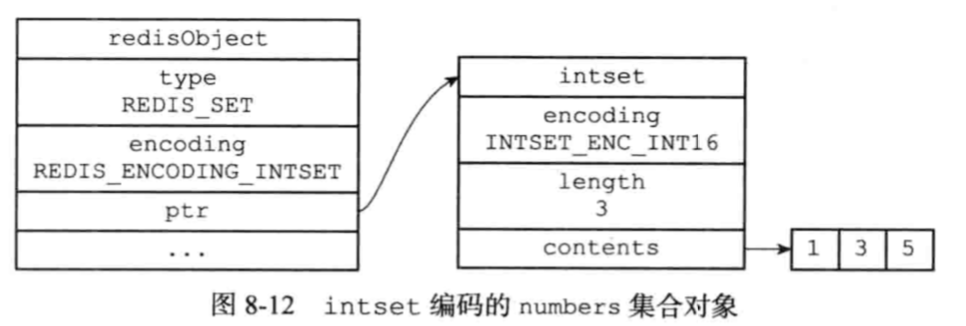 redisObject
type
REDIS_SET
encoding
REDIS_ENCODING_INTSET
ptr
...
intset
encoding
INTSET_ENC_INT16
length
3
contents
1 3 5
图 8-12 intset 编码的 numbers 集合对象